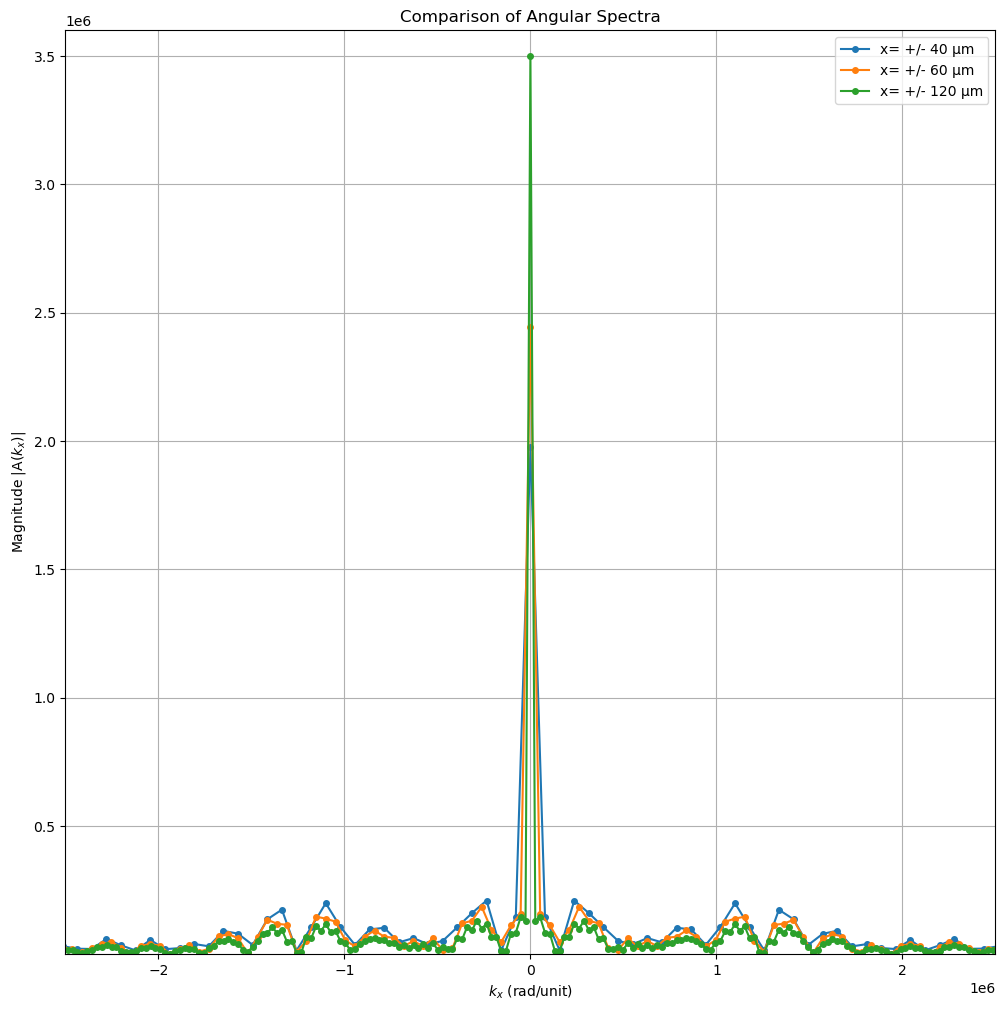 Comparison of Angular Spectra
1e6
x= +/- 40 μm
x= +/- 60 μm
x= +/- 120 μm
3.5
3.0
2.5
2.0
1.5
1.0
0.5
Magnitude |A(kₓ)|
−2 −1 0 1 2
1e6
kₓ (rad/unit)